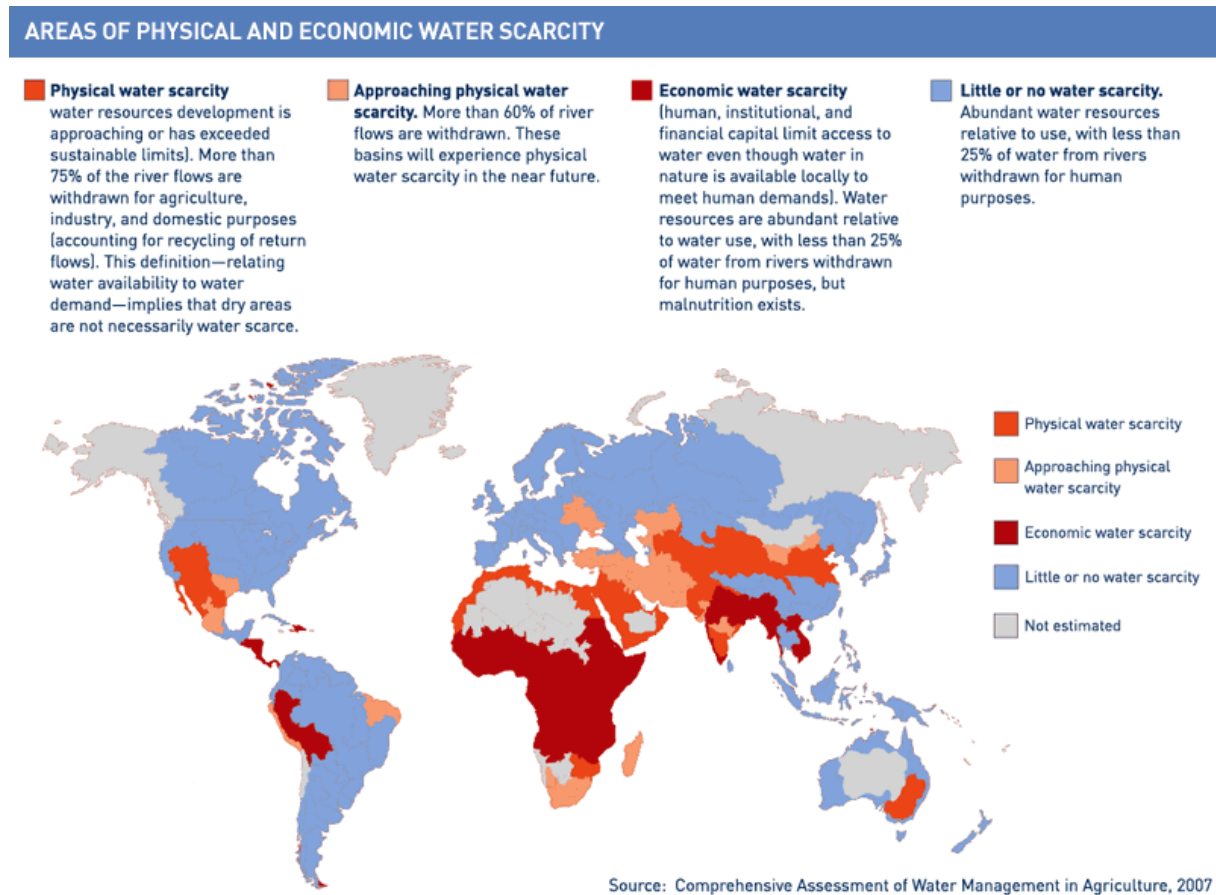 AREAS OF PHYSICAL AND ECONOMIC WATER SCARCITY
Physical water scarcity
water resources development is
approaching or has exceeded
sustainable limits). More than
75% of the river flows are
withdrawn for agriculture,
industry, and domestic purposes
(accounting for recycling of return
flows). This definition—relating
water availability to water
demand—implies that dry areas
are not necessarily water scarce.
Approaching physical water
scarcity. More than 60% of river
flows are withdrawn. These
basins will experience physical
water scarcity in the near future.
Economic water scarcity
(human, institutional, and
financial capital limit access to
water even though water in
nature is available locally to
meet human demands). Water
resources are abundant relative
to water use, with less than 25%
of water from rivers withdrawn
for human purposes, but
malnutrition exists.
Little or no water scarcity.
Abundant water resources
relative to use, with less than
25% of water from rivers
withdrawn for human
purposes.
Physical water scarcity
Approaching physical
water scarcity
Economic water scarcity
Little or no water scarcity
Not estimated
Source: Comprehensive Assessment of Water Management in Agriculture, 2007